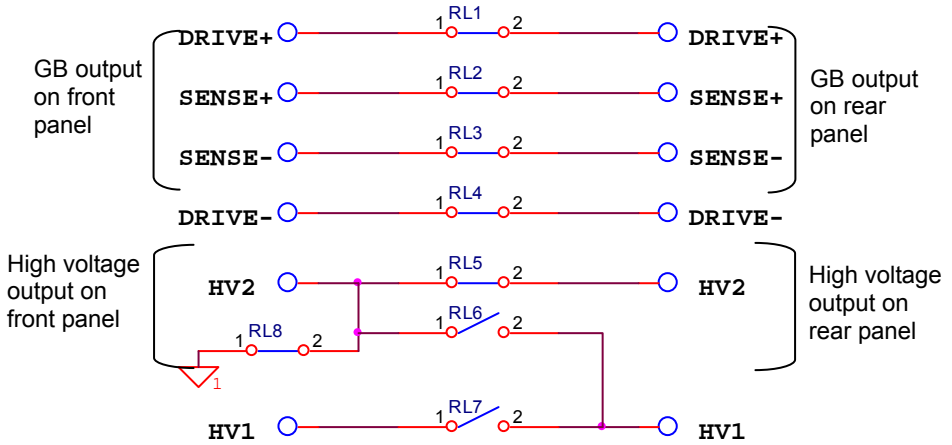 RL1
DRIVE+ 1 2 DRIVE+
GB output
on front
panel
GB output
on rear
panel
RL2
SENSE+ 1 2 SENSE+
RL3
SENSE- 1 2 SENSE-
RL4
DRIVE- 1 2 DRIVE-
High voltage
output on
front panel
High voltage
output on
rear panel
RL5
HV2 1 2 HV2
RL6
1 2
RL8
1 2
1
RL7
HV1 1 2 HV1